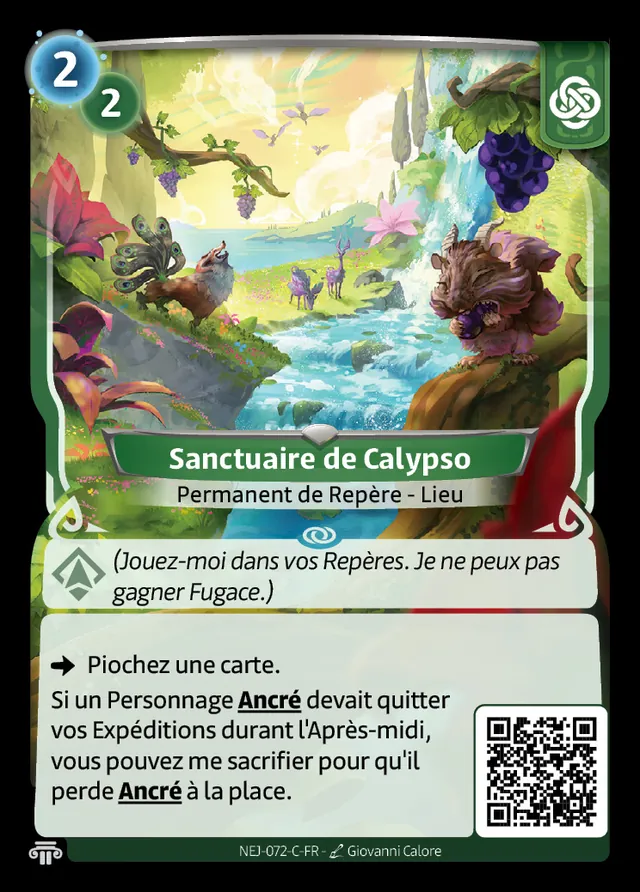 2
2
Sanctuaire de Calypso
Permanent de Repère - Lieu
(Jouez-moi dans vos Repères. Je ne peux pas
gagner Fugace.)
Piochez une carte.
Si un Personnage Ancré devait quitter
vos Expéditions durant l'Après-midi,
vous pouvez me sacrifier pour qu'il
perde Ancré à la place.
NEJ-072-C-FR - Giovanni Calore